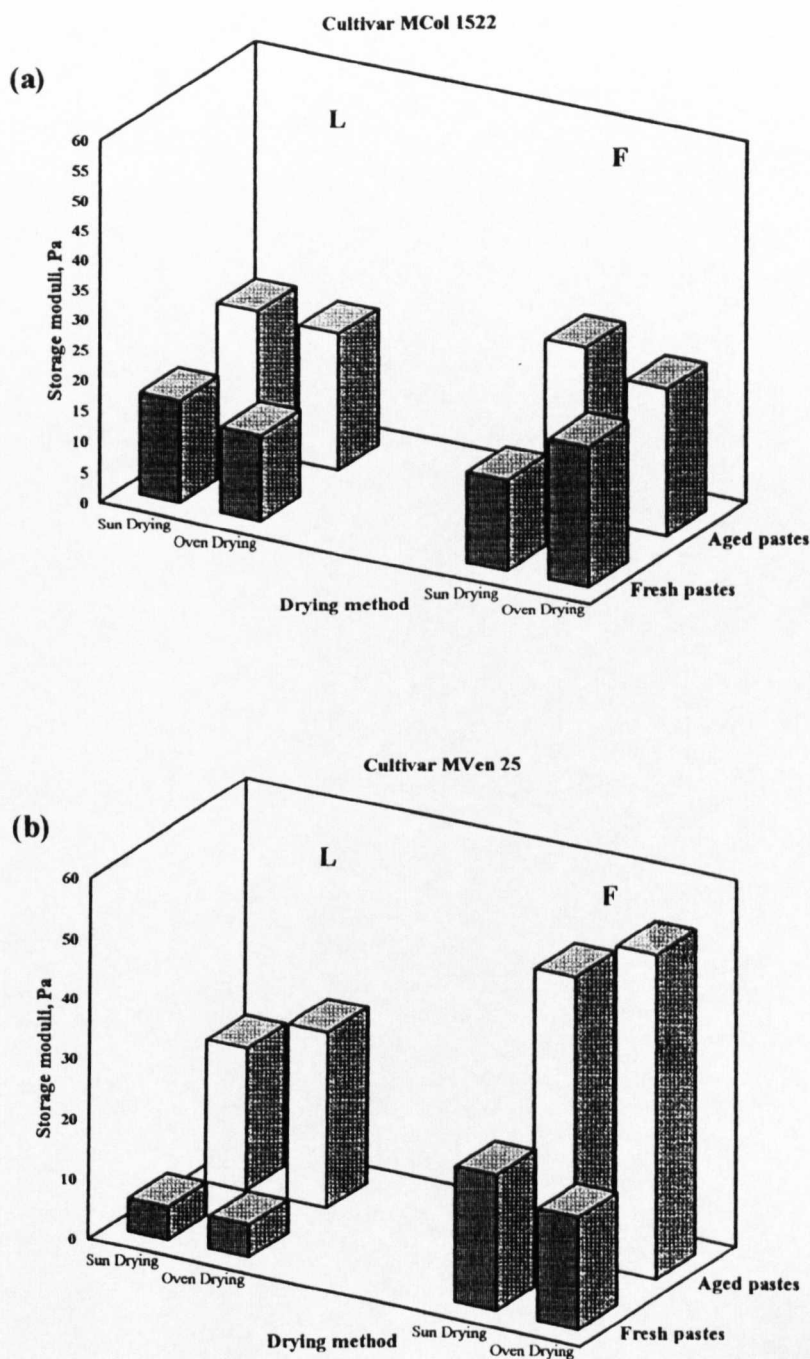 Cultivar MCol 1522
(a)
L
F
60
55
50
45
40
35
30
25
20
15
10
5
0
Storage moduli, Pa
Sun Drying
Oven Drying
Sun Drying
Oven Drying
Drying method
Aged pastes
Fresh pastes
Cultivar MVen 25
(b)
L
F
60
50
40
30
20
10
0
Storage moduli, Pa
Sun Drying
Oven Drying
Sun Drying
Oven Drying
Drying method
Aged pastes
Fresh pastes